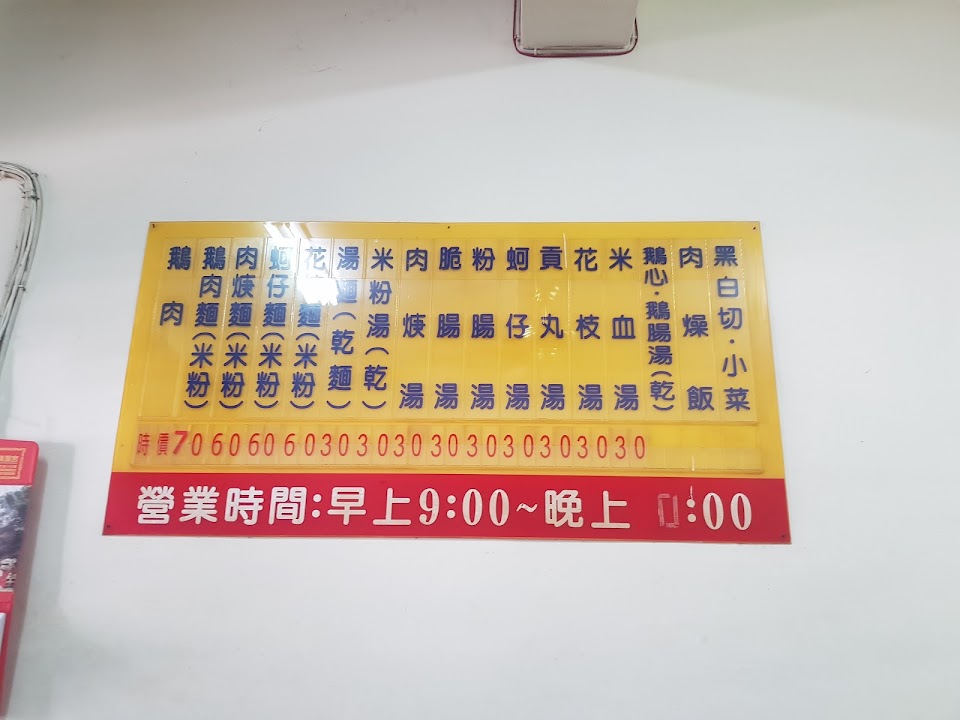 鵝肉
鵝肉麵(米粉)
肉焿麵(米粉)
蚵仔麵(米粉)
花枝麵(米粉)
湯麵(乾麵)
米粉湯(乾)
肉焿湯
脆腸湯
粉腸湯
蚵仔湯
貢丸湯
花枝湯
米血湯
鵝心·鵝腸湯(乾)
肉燥飯
黑白切·小菜
時價 70 60 60 60 30 30 30 30 30 30 30 30 30
營業時間:早上9:00~晚上 :00